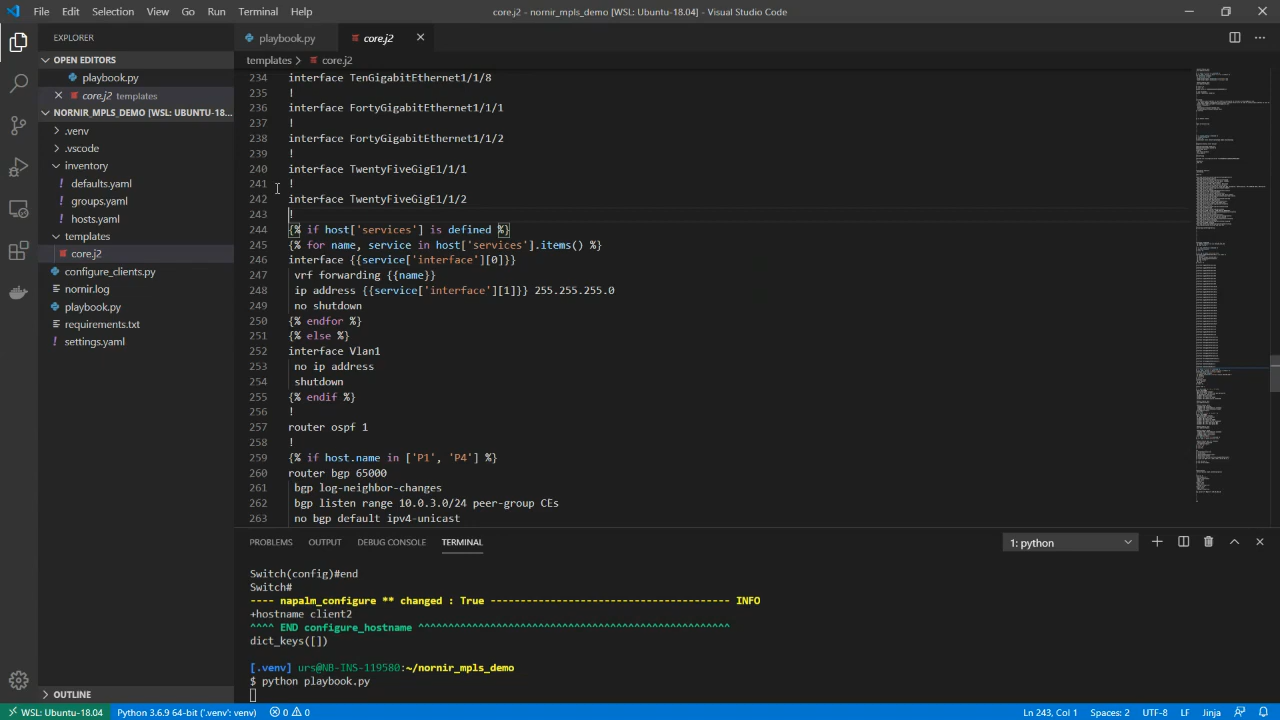 File Edit Selection View Go Run Terminal Help
core.j2 - nornir_mpls_demo [WSL: Ubuntu-18.04] - Visual Studio Code
EXPLORER
OPEN EDITORS
playbook.py
core.j2 templates
NORNIR_MPLS_DEMO [WSL: UBUNTU-18....
.venv
.vscode
inventory
defaults.yaml
groups.yaml
hosts.yaml
templates
core.j2
configure_clients.py
nornir.log
playbook.py
requirements.txt
settings.yaml
OUTLINE
playbook.py
core.j2
templates > core.j2
234 interface TenGigabitEthernet1/1/8
235 !
236 interface FortyGigabitEthernet1/1/1
237 !
238 interface FortyGigabitEthernet1/1/2
239 !
240 interface TwentyFiveGigE1/1/1
241 !
242 interface TwentyFiveGigE1/1/2
243 !
244 {% if host['services'] is defined %}
245 {% for name, service in host['services'].items() %}
246 interface {{service['interface'][0]}}
247 vrf forwarding {{name}}
248 ip address {{service['interface'][1]}} 255.255.255.0
249 no shutdown
250 {% endfor %}
251 {% else %}
252 interface Vlan1
253 no ip address
254 shutdown
255 {% endif %}
256 !
257 router ospf 1
258 !
259 {% if host.name in ['P1', 'P4'] %}
260 router bgp 65000
261 bgp log-neighbor-changes
262 bgp listen range 10.0.3.0/24 peer-group CEs
263 no bgp default ipv4-unicast
PROBLEMS OUTPUT DEBUG CONSOLE TERMINAL
1: python
Switch(config)#end
Switch#
---- napalm_configure ** changed : True --------------------------------------- INFO
+hostname client2
^^^^ END configure_hostname ^^^^^^^^^^^^^^^^^^^^^^^^^^^^^^^^^^^^^^^^^^^^^^^^^^^^
dict_keys([])
[.venv] urs@NB-INS-119580:~/nornir_mpls_demo
$ python playbook.py
WSL: Ubuntu-18.04 Python 3.6.9 64-bit ('.venv': venv) 0 0 Ln 243, Col 1 Spaces: 2 UTF-8 LF Jinja